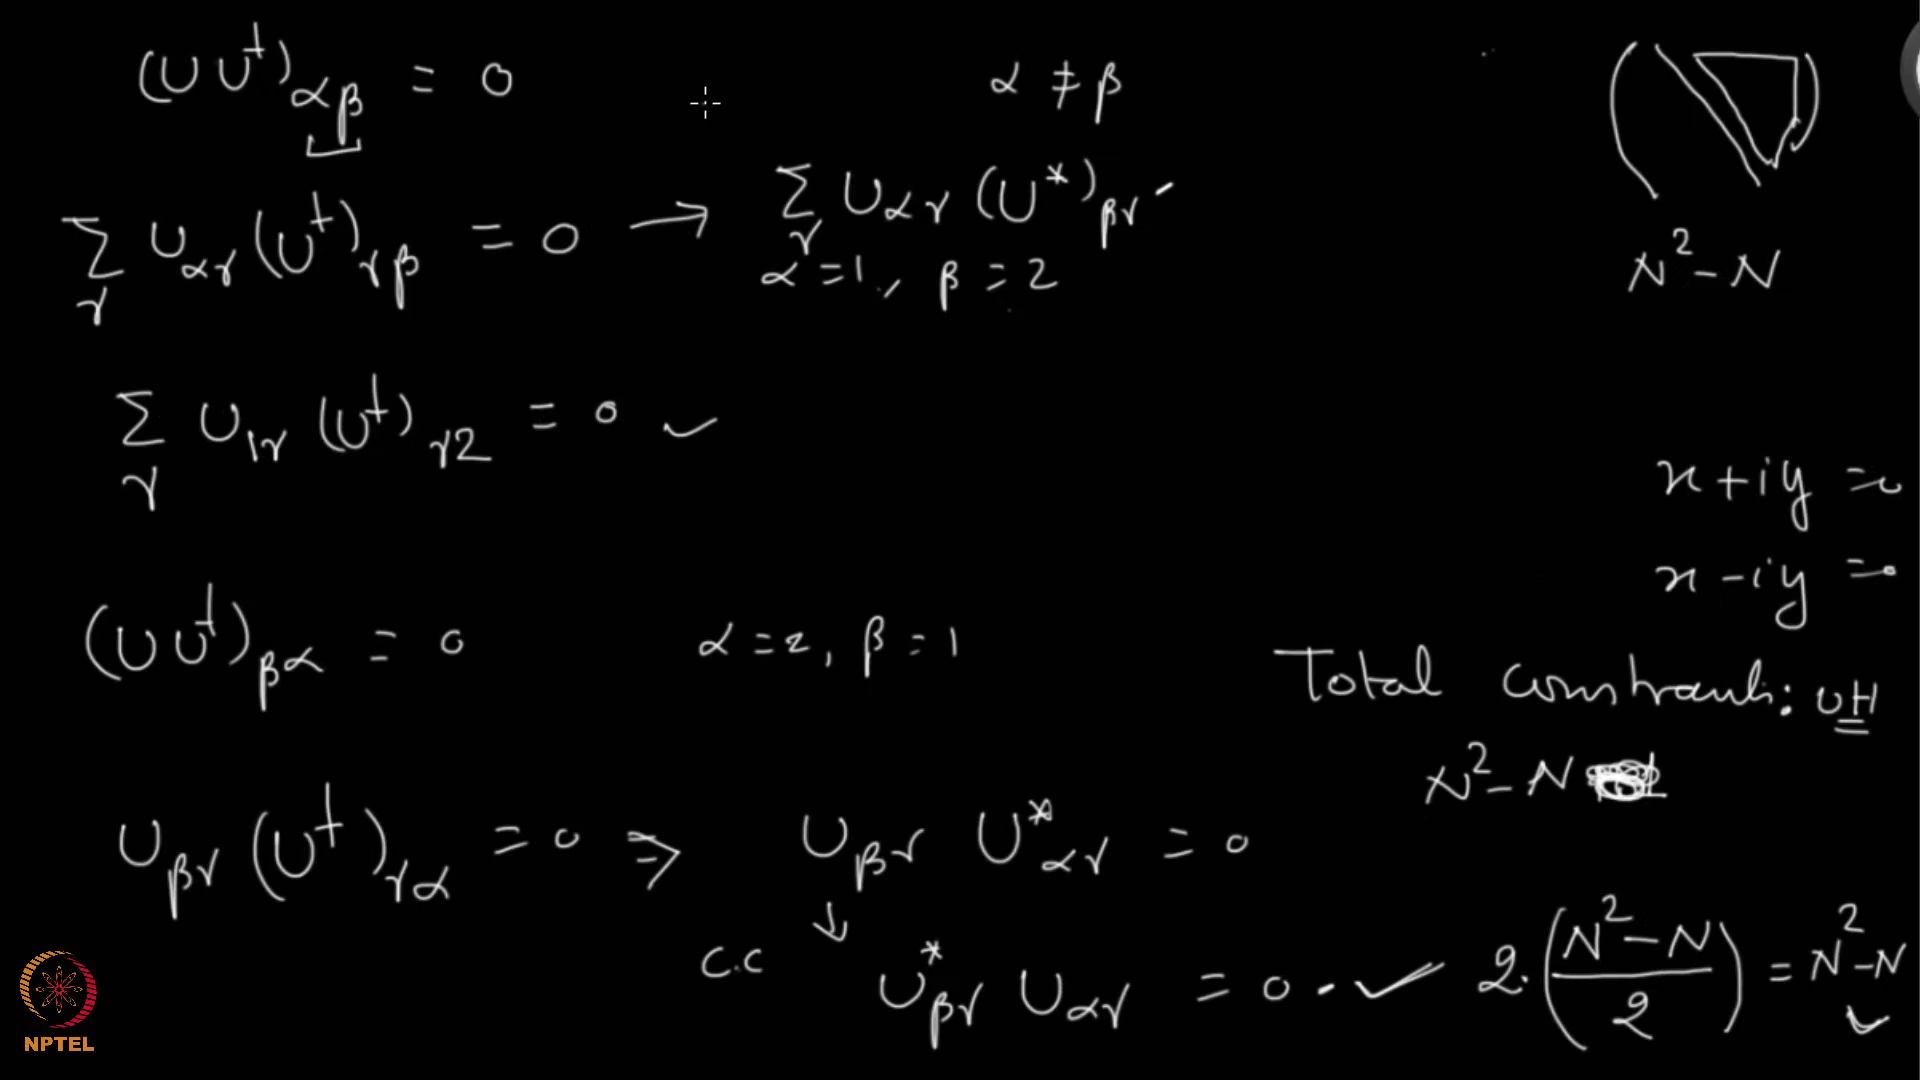 (U U†)αβ = 0    α ≠ β
Σγ Uαγ (U†)γβ = 0 → Σγ Uαγ (U*)βγ
α = 1, β = 2
N² - N
Σγ U1γ (U†)γ2 = 0 ✓
x + iy = 0
x - iy = 0
(U U†)βα = 0    α = 2, β = 1
Total constraints: UH
N² - N
Uβγ (U†)γα = 0 ⇒ Uβγ U*αγ = 0
↓
c.c    U*βγ Uαγ = 0 . ✓
2. ((N² - N)/2) = N² - N ✓
NPTEL